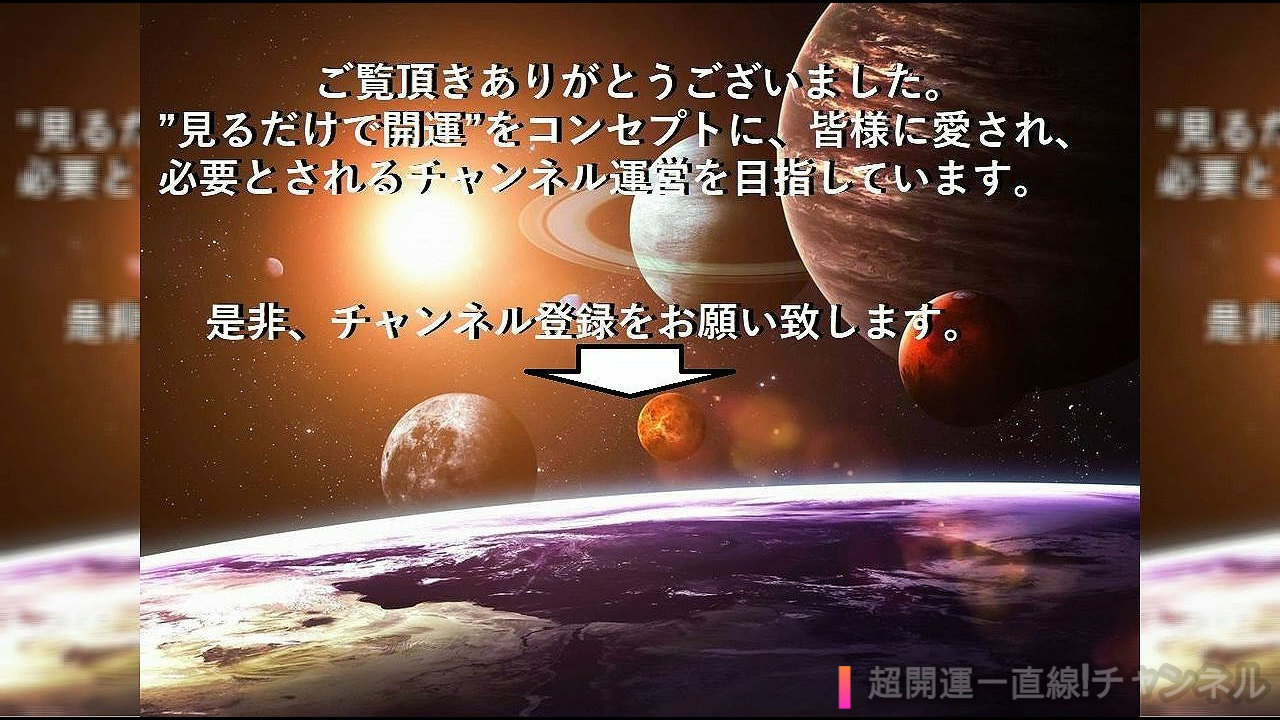 ご覧頂きありがとうございました。
”見るだけで開運”をコンセプトに、皆様に愛され、
必要とされるチャンネル運営を目指しています。
是非、チャンネル登録をお願い致します。
超開運一直線!チャンネル